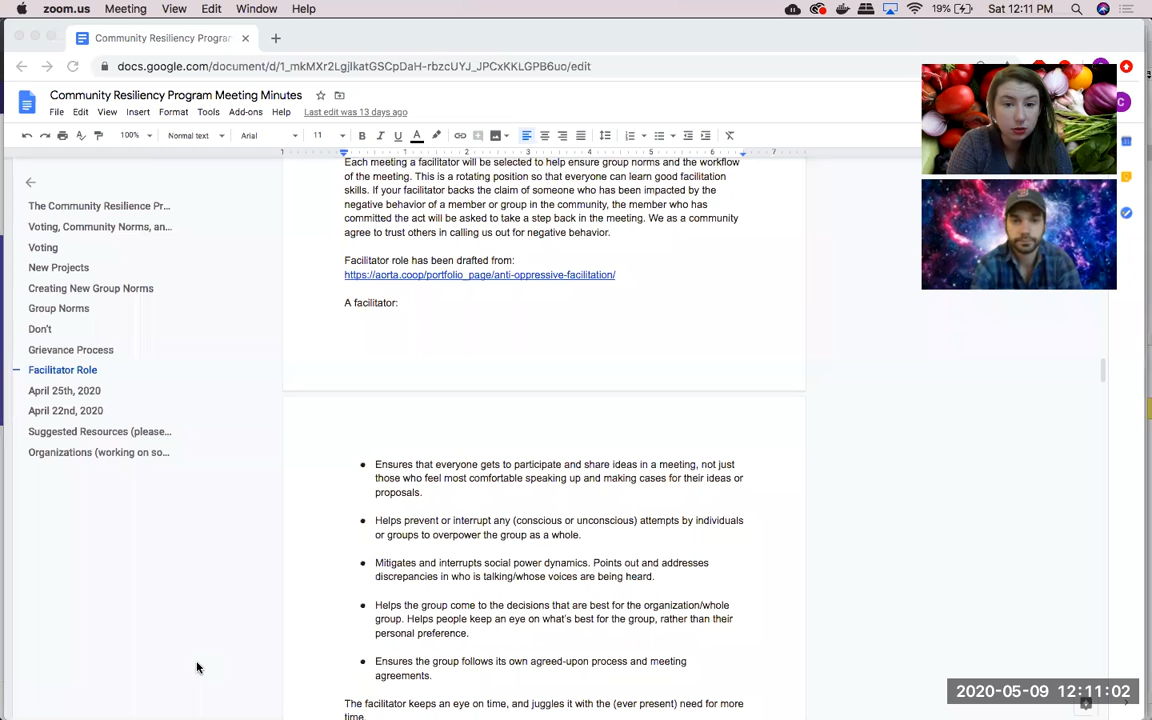 zoom.us Meeting View Edit Window Help 19% Sat 12:11 PM
Community Resiliency Progra
docs.google.com/document/d/1_mkMXr2LgjIkatGSCpDaH-rbzcUYJ_JPCxKKLGPB6uo/edit
Community Resiliency Program Meeting Minutes
File Edit View Insert Format Tools Add-ons Help Last edit was 13 days ago
100% Normal text Arial 11 B I U A
1 1 2 3 4 5 6 7
The Community Resilience Pr...
Voting, Community Norms, an...
Voting
New Projects
Creating New Group Norms
Group Norms
Don't
Grievance Process
Facilitator Role
April 25th, 2020
April 22nd, 2020
Suggested Resources (please...
Organizations (working on so...
Each meeting a facilitator will be selected to help ensure group norms and the workflow
of the meeting. This is a rotating position so that everyone can learn good facilitation
skills. If your facilitator backs the claim of someone who has been impacted by the
negative behavior of a member or group in the community, the member who has
committed the act will be asked to take a step back in the meeting. We as a community
agree to trust others in calling us out for negative behavior.
Facilitator role has been drafted from:
https://aorta.coop/portfolio_page/anti-oppressive-facilitation/
A facilitator:
Ensures that everyone gets to participate and share ideas in a meeting, not just
those who feel most comfortable speaking up and making cases for their ideas or
proposals.
Helps prevent or interrupt any (conscious or unconscious) attempts by individuals
or groups to overpower the group as a whole.
Mitigates and interrupts social power dynamics. Points out and addresses
discrepancies in who is talking/whose voices are being heard.
Helps the group come to the decisions that are best for the organization/whole
group. Helps people keep an eye on what's best for the group, rather than their
personal preference.
Ensures the group follows its own agreed-upon process and meeting
agreements.
The facilitator keeps an eye on time, and juggles it with the (ever present) need for more
time.
C
2020-05-09 12:11:02